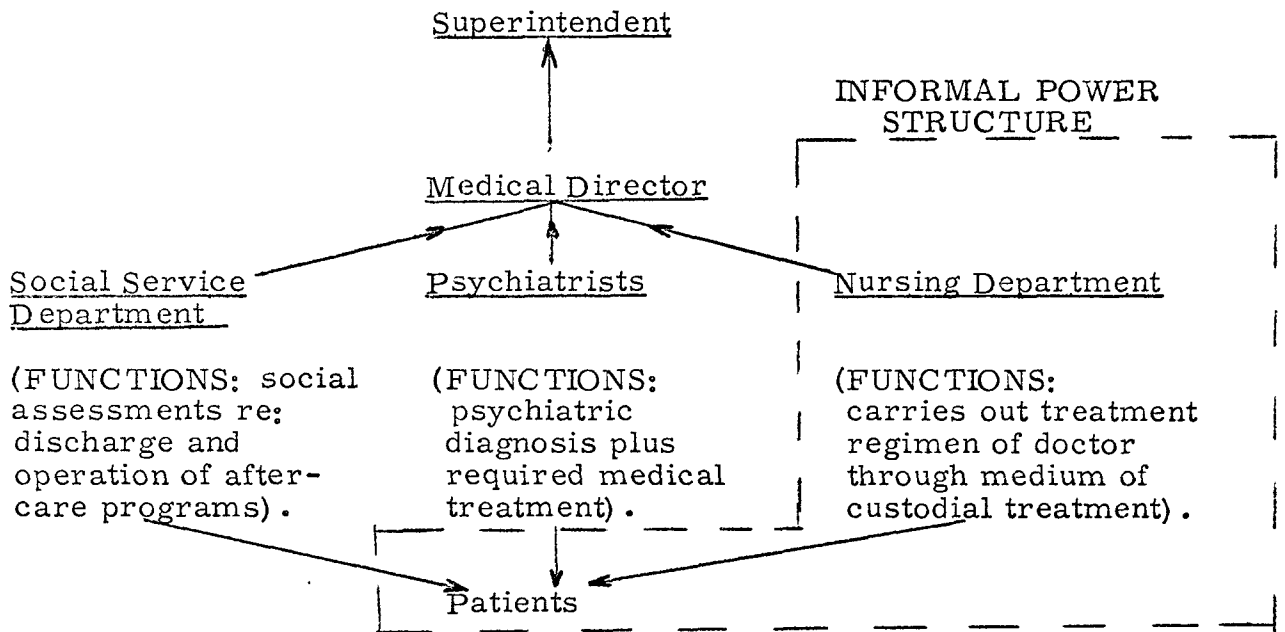 Superintendent
INFORMAL POWER
STRUCTURE
Medical Director
Social Service
Department
Psychiatrists
Nursing Department
(FUNCTIONS: social
assessments re:
discharge and
operation of after-
care programs).
(FUNCTIONS:
psychiatric
diagnosis plus
required medical
treatment).
(FUNCTIONS:
carries out treatment
regimen of doctor
through medium of
custodial treatment).
Patients